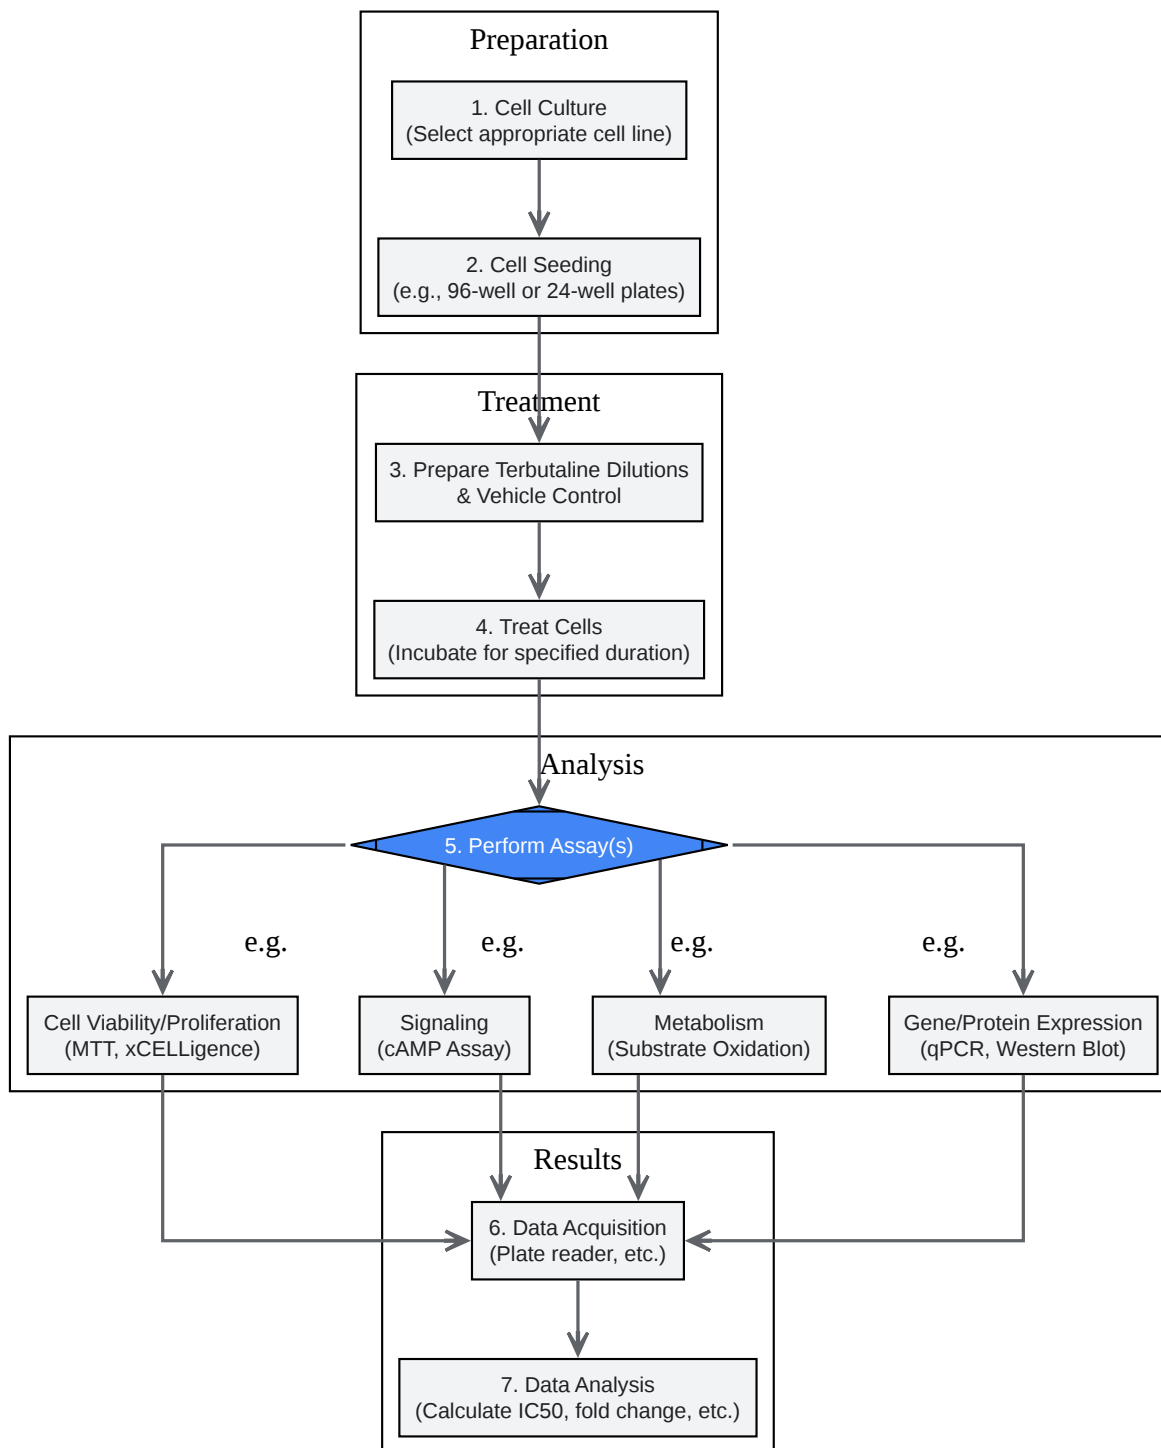 Preparation
1. Cell Culture
(Select appropriate cell line)
2. Cell Seeding
(e.g., 96-well or 24-well plates)
Treatment
3. Prepare Terbutaline Dilutions
& Vehicle Control
4. Treat Cells
(Incubate for specified duration)
Analysis
5. Perform Assay(s)
e.g.
e.g.
e.g.
e.g.
Cell Viability/Proliferation
(MTT, xCELLigence)
Signaling
(cAMP Assay)
Metabolism
(Substrate Oxidation)
Gene/Protein Expression
(qPCR, Western Blot)
Results
6. Data Acquisition
(Plate reader, etc.)
7. Data Analysis
(Calculate IC50, fold change, etc.)